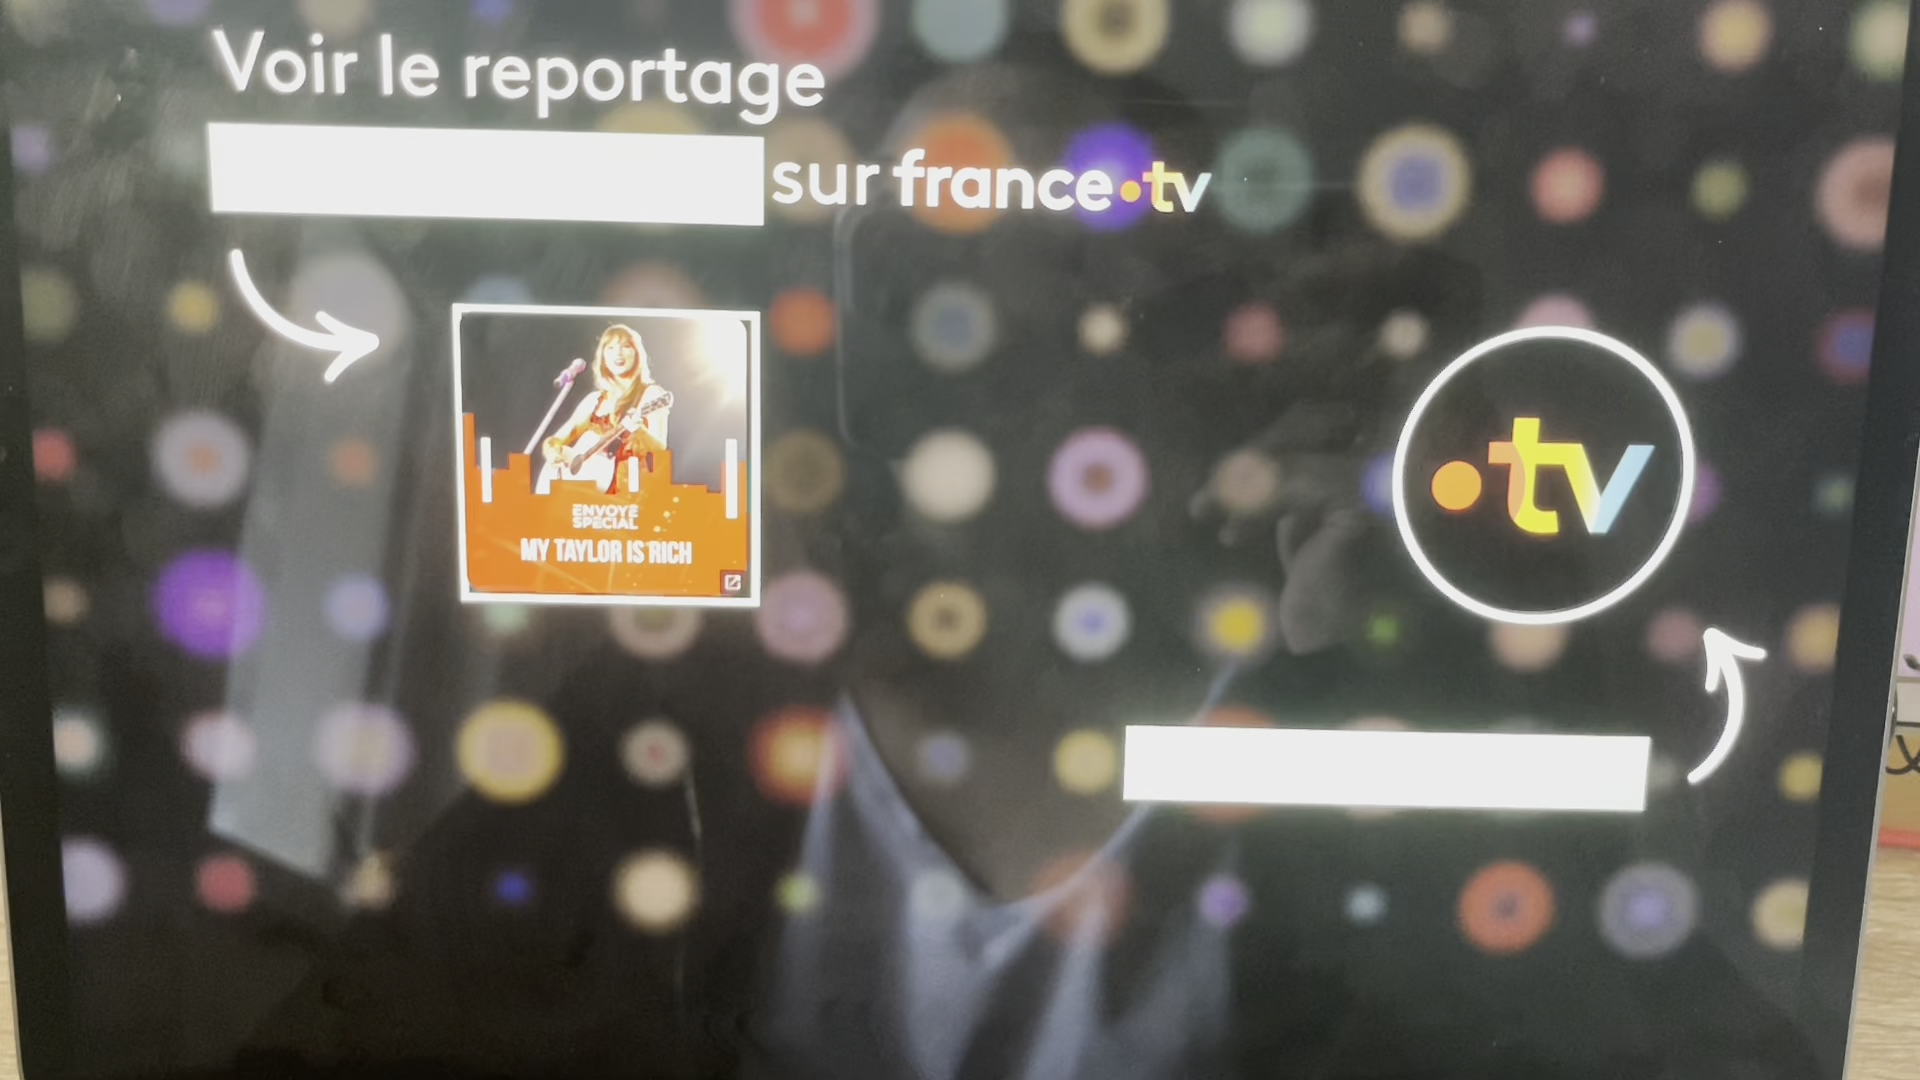 Voir le reportage
sur france•tv
ENVOYÉ
SPÉCIAL
MY TAYLOR IS RICH
•tv